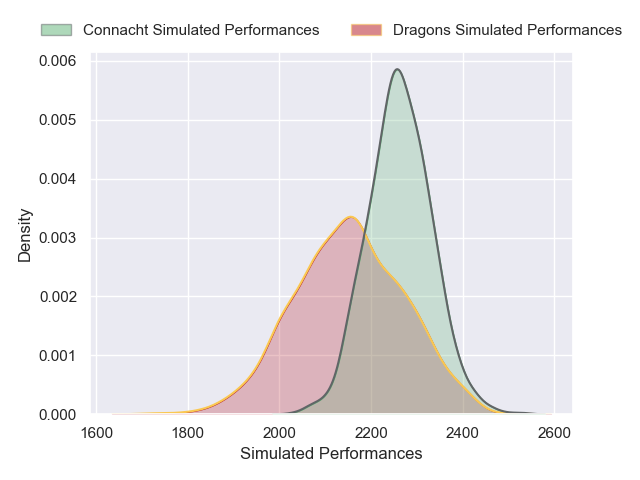 Connacht Simulated Performances
Dragons Simulated Performances
0.006
0.005
0.004
0.003
0.002
0.001
0.000
Density
1600 1800 2000 2200 2400 2600
Simulated Performances